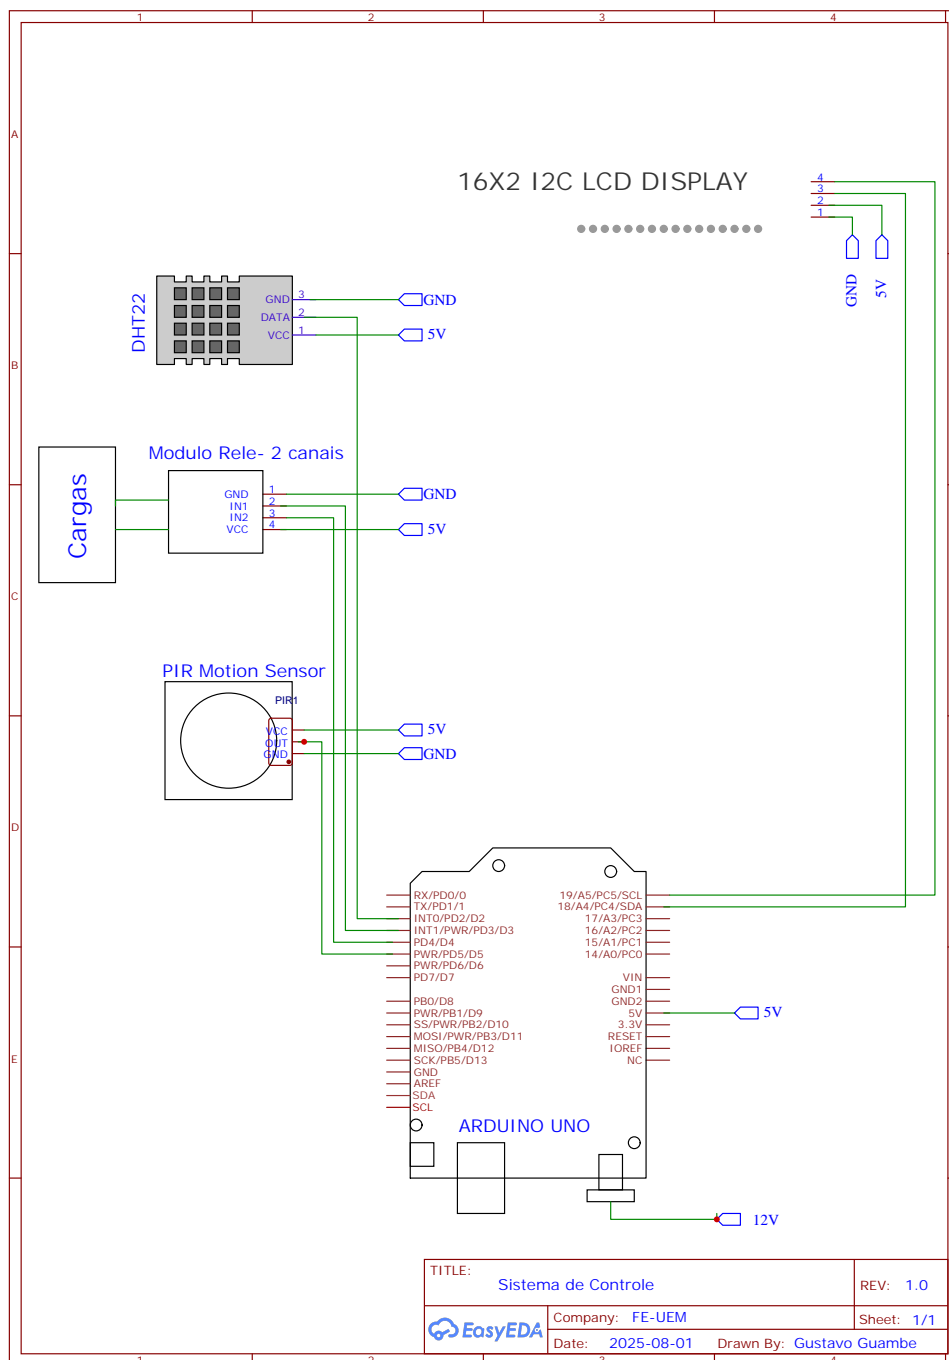 1 2 3 4
A
B
C
D
E
16X2 I2C LCD DISPLAY
4
3
2
1
GND
5V
DHT22
GND 3
DATA 2
VCC 1
GND
5V
Modulo Rele- 2 canais
Cargas
GND 1
IN1 2
IN2 3
VCC 4
GND
5V
PIR Motion Sensor
PIR1
VCC
OUT
GND
5V
GND
RX/PD0/0
TX/PD1/1
INT0/PD2/D2
INT1/PWR/PD3/D3
PD4/D4
PWR/PD5/D5
PWR/PD6/D6
PD7/D7
PB0/D8
PWR/PB1/D9
SS/PWR/PB2/D10
MOSI/PWR/PB3/D11
MISO/PB4/D12
SCK/PB5/D13
GND
AREF
SDA
SCL
19/A5/PC5/SCL
18/A4/PC4/SDA
17/A3/PC3
16/A2/PC2
15/A1/PC1
14/A0/PC0
VIN
GND1
GND2
5V
3.3V
RESET
IOREF
NC
5V
ARDUINO UNO
12V
TITLE:
Sistema de Controle
REV: 1.0
EasyEDA
Company: FE-UEM
Sheet: 1/1
Date: 2025-08-01 Drawn By: Gustavo Guambe
1 2 3 4